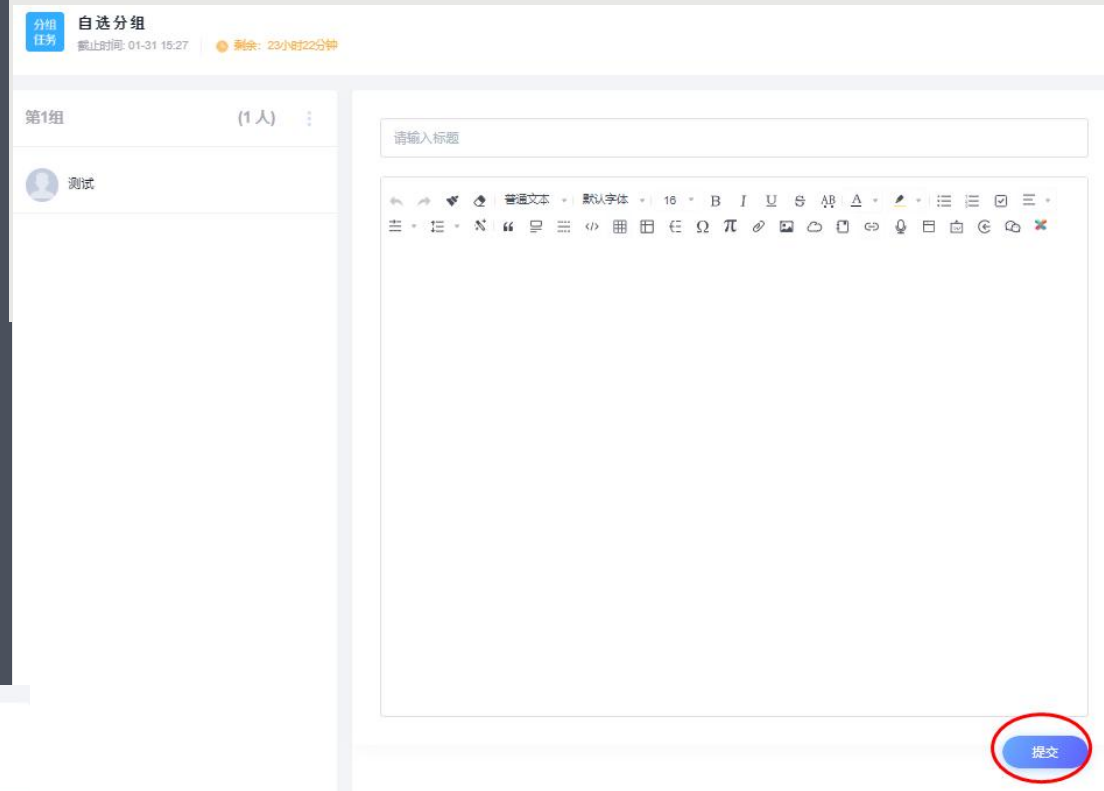 分组
任务
自选分组
截止时间: 01-31 15:27
剩余：23小时22分钟
第1组 (1人)
测试
请输入标题
普通文本 默认字体 16 B I U S AB A
Ω π
提交